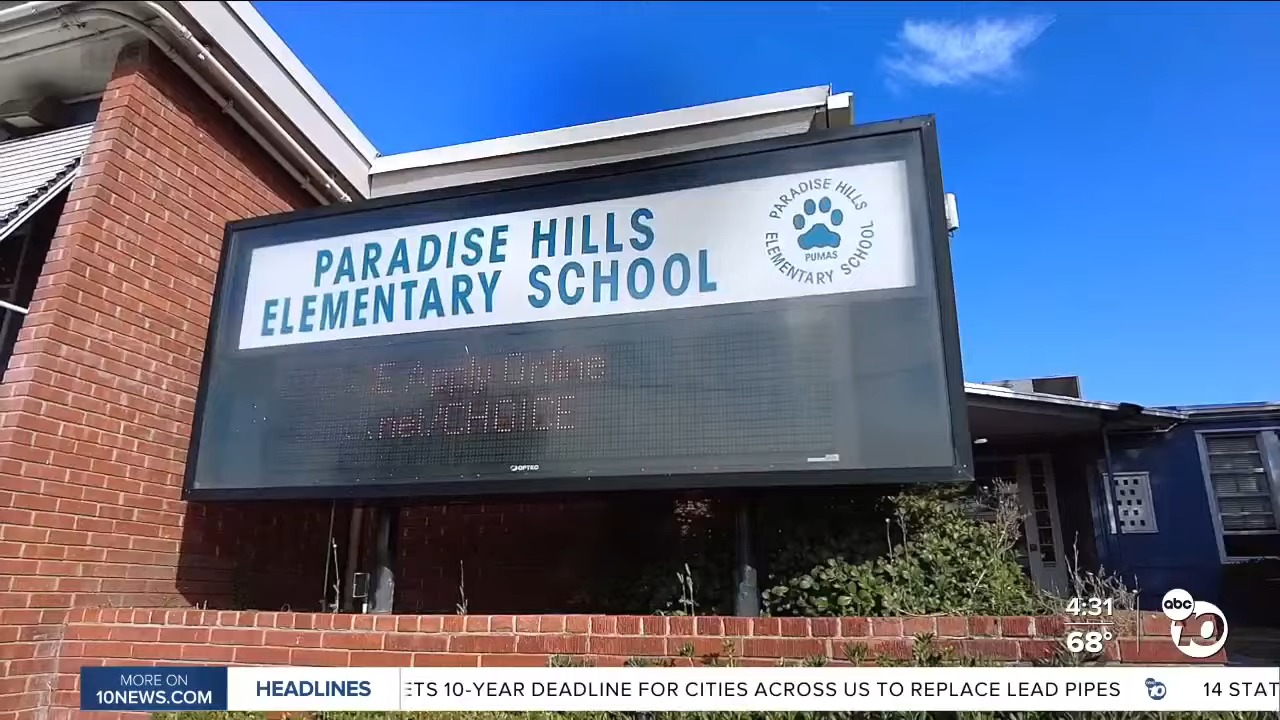 PARADISE HILLS
ELEMENTARY SCHOOL
PARADISE HILLS
PUMAS
ELEMENTARY SCHOOL
E Apply Online
.net/CHOICE
OPTEC
4:31
68°
abc
10
MORE ON
10NEWS.COM
HEADLINES
ETS 10-YEAR DEADLINE FOR CITIES ACROSS US TO REPLACE LEAD PIPES
10
14 STAT